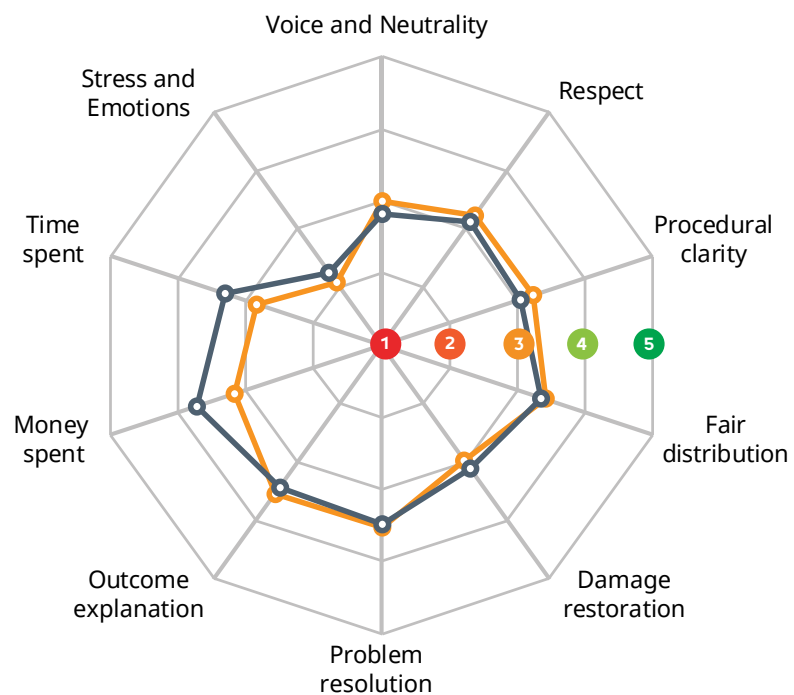 Voice and Neutrality
Stress and
Emotions
Respect
Time
spent
Procedural
clarity
1
2
3
4
5
Money
spent
Fair
distribution
Outcome
explanation
Damage
restoration
Problem
resolution